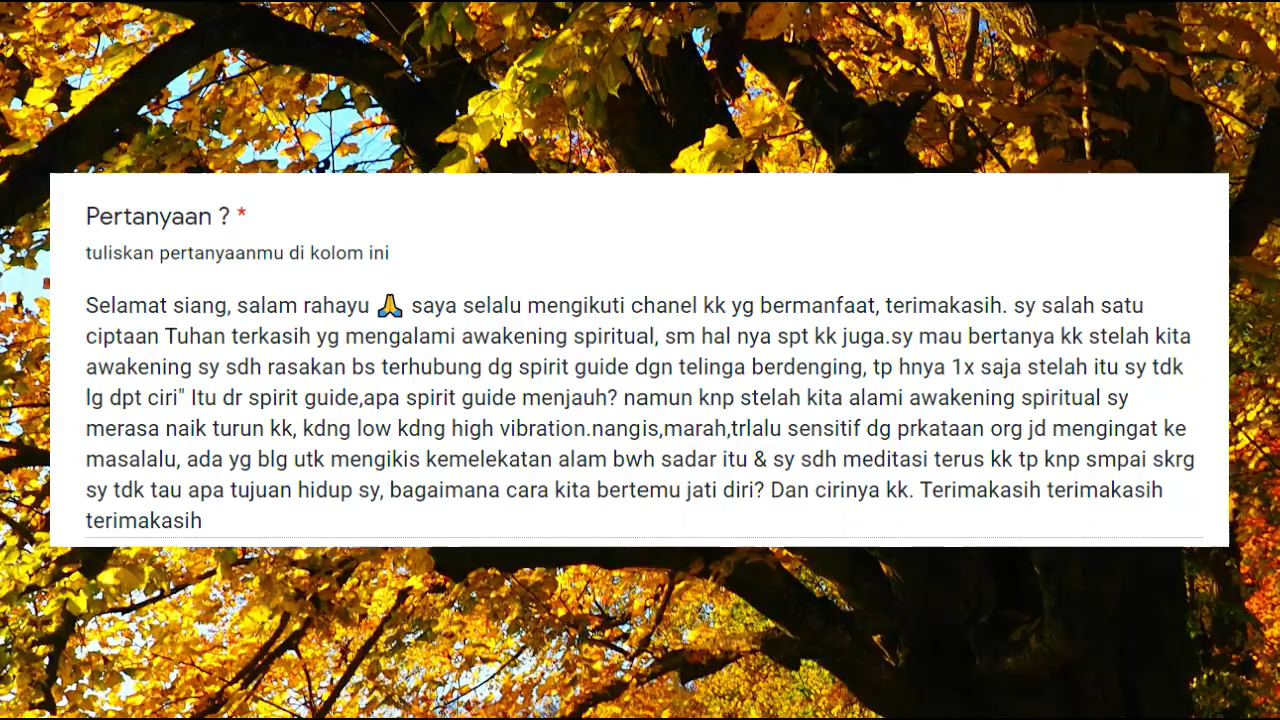 Pertanyaan ? *
tuliskan pertanyaanmu di kolom ini
Selamat siang, salam rahayu 🙏 saya selalu mengikuti chanel kk yg bermanfaat, terimakasih. sy salah satu
ciptaan Tuhan terkasih yg mengalami awakening spiritual, sm hal nya spt kk juga.sy mau bertanya kk stelah kita
awakening sy sdh rasakan bs terhubung dg spirit guide dgn telinga berdenging, tp hnya 1x saja stelah itu sy tdk
lg dpt ciri" Itu dr spirit guide,apa spirit guide menjauh? namun knp stelah kita alami awakening spiritual sy
merasa naik turun kk, kdng low kdng high vibration.nangis,marah,trlalu sensitif dg prkataan org jd mengingat ke
masalalu, ada yg blg utk mengikis kemelekatan alam bwh sadar itu & sy sdh meditasi terus kk tp knp smpai skrg
sy tdk tau apa tujuan hidup sy, bagaimana cara kita bertemu jati diri? Dan cirinya kk. Terimakasih terimakasih
terimakasih